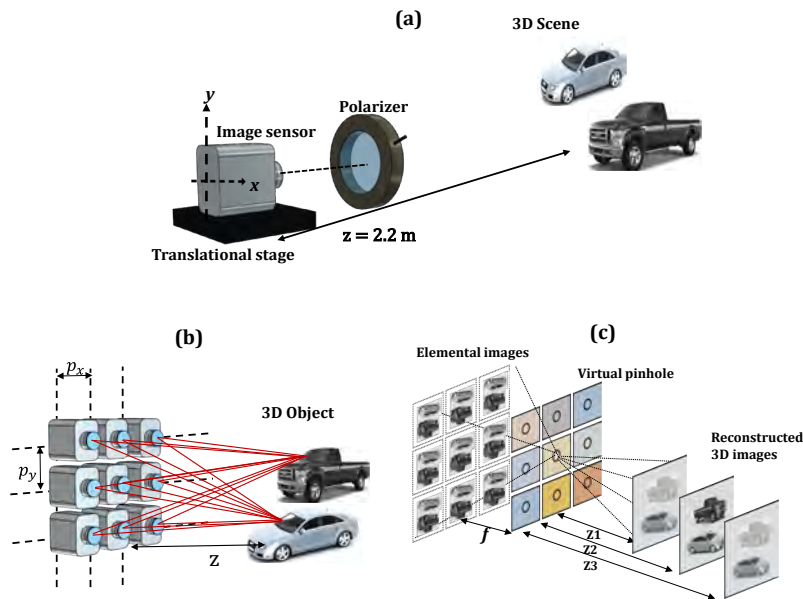 (a)
3D Scene
y
Polarizer
Image sensor
x
z = 2.2 m
Translational stage
(b)
(c)
p_x
Elemental images
Virtual pinhole
3D Object
Reconstructed
3D images
p_y
f
Z1
Z2
Z3
Z